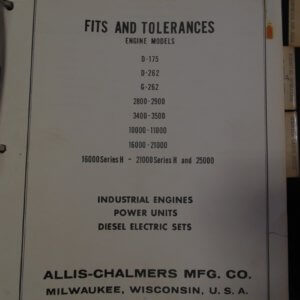 FITS AND TOLERANCES
ENGINE MODELS
D-175
D-262
G-262
2800-2900
3400-3500
10000-11000
16000-21000
16000 Series H - 21000 Series H and 25000
INDUSTRIAL ENGINES
POWER UNITS
DIESEL ELECTRIC SETS
ALLIS-CHALMERS MFG. CO.
MILWAUKEE, WISCONSIN, U. S. A.